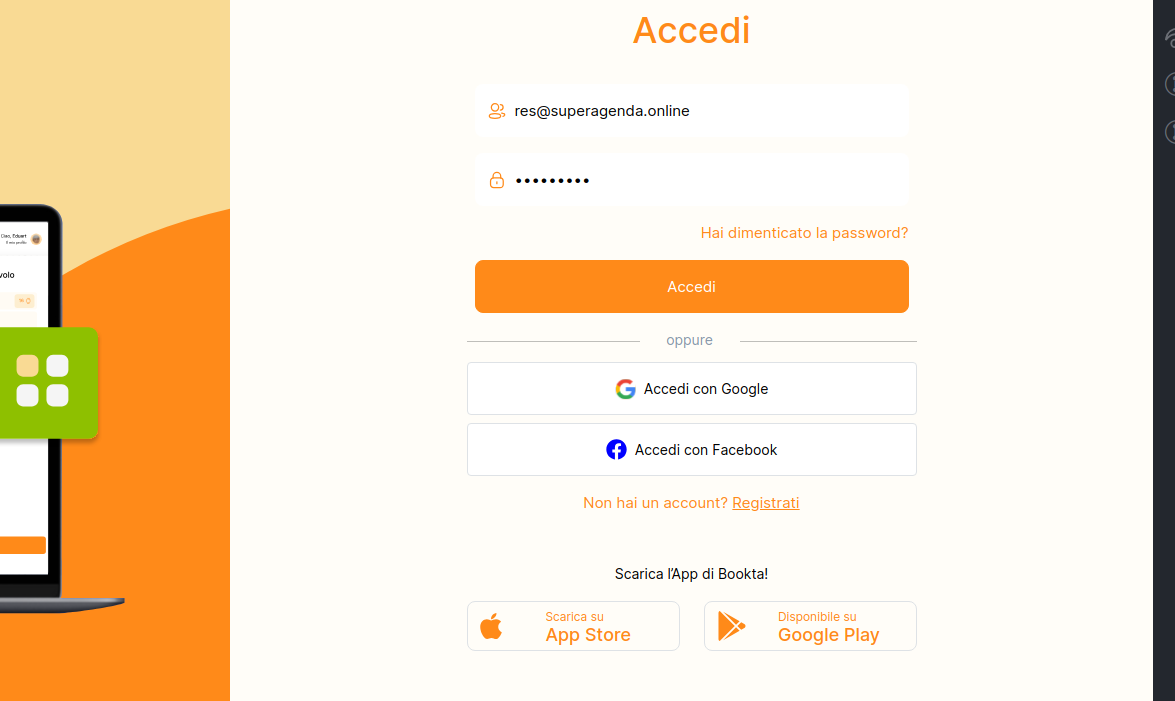 Accedi
res@superagenda.online
•••••••••
Hai dimenticato la password?
Accedi
oppure
Accedi con Google
Accedi con Facebook
Non hai un account? Registrati
Scarica l’App di Bookta!
Scarica su
App Store
Disponibile su
Google Play
Ciao, Eduart
Il mio profilo